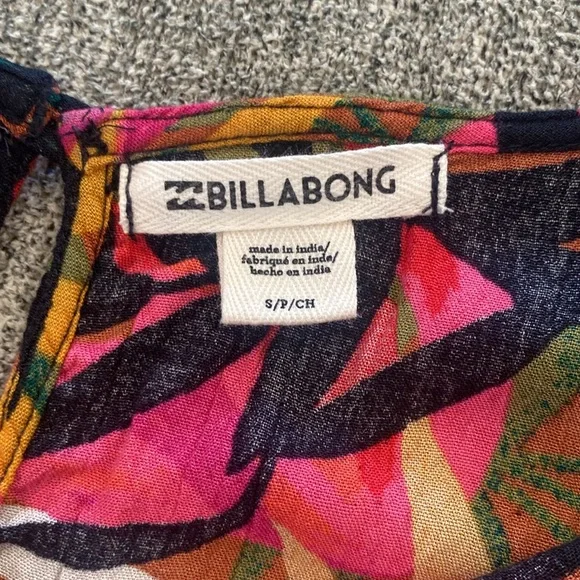 BILLABONG
made in india/
fabriqué en inde/
hecho en india
S/P/CH